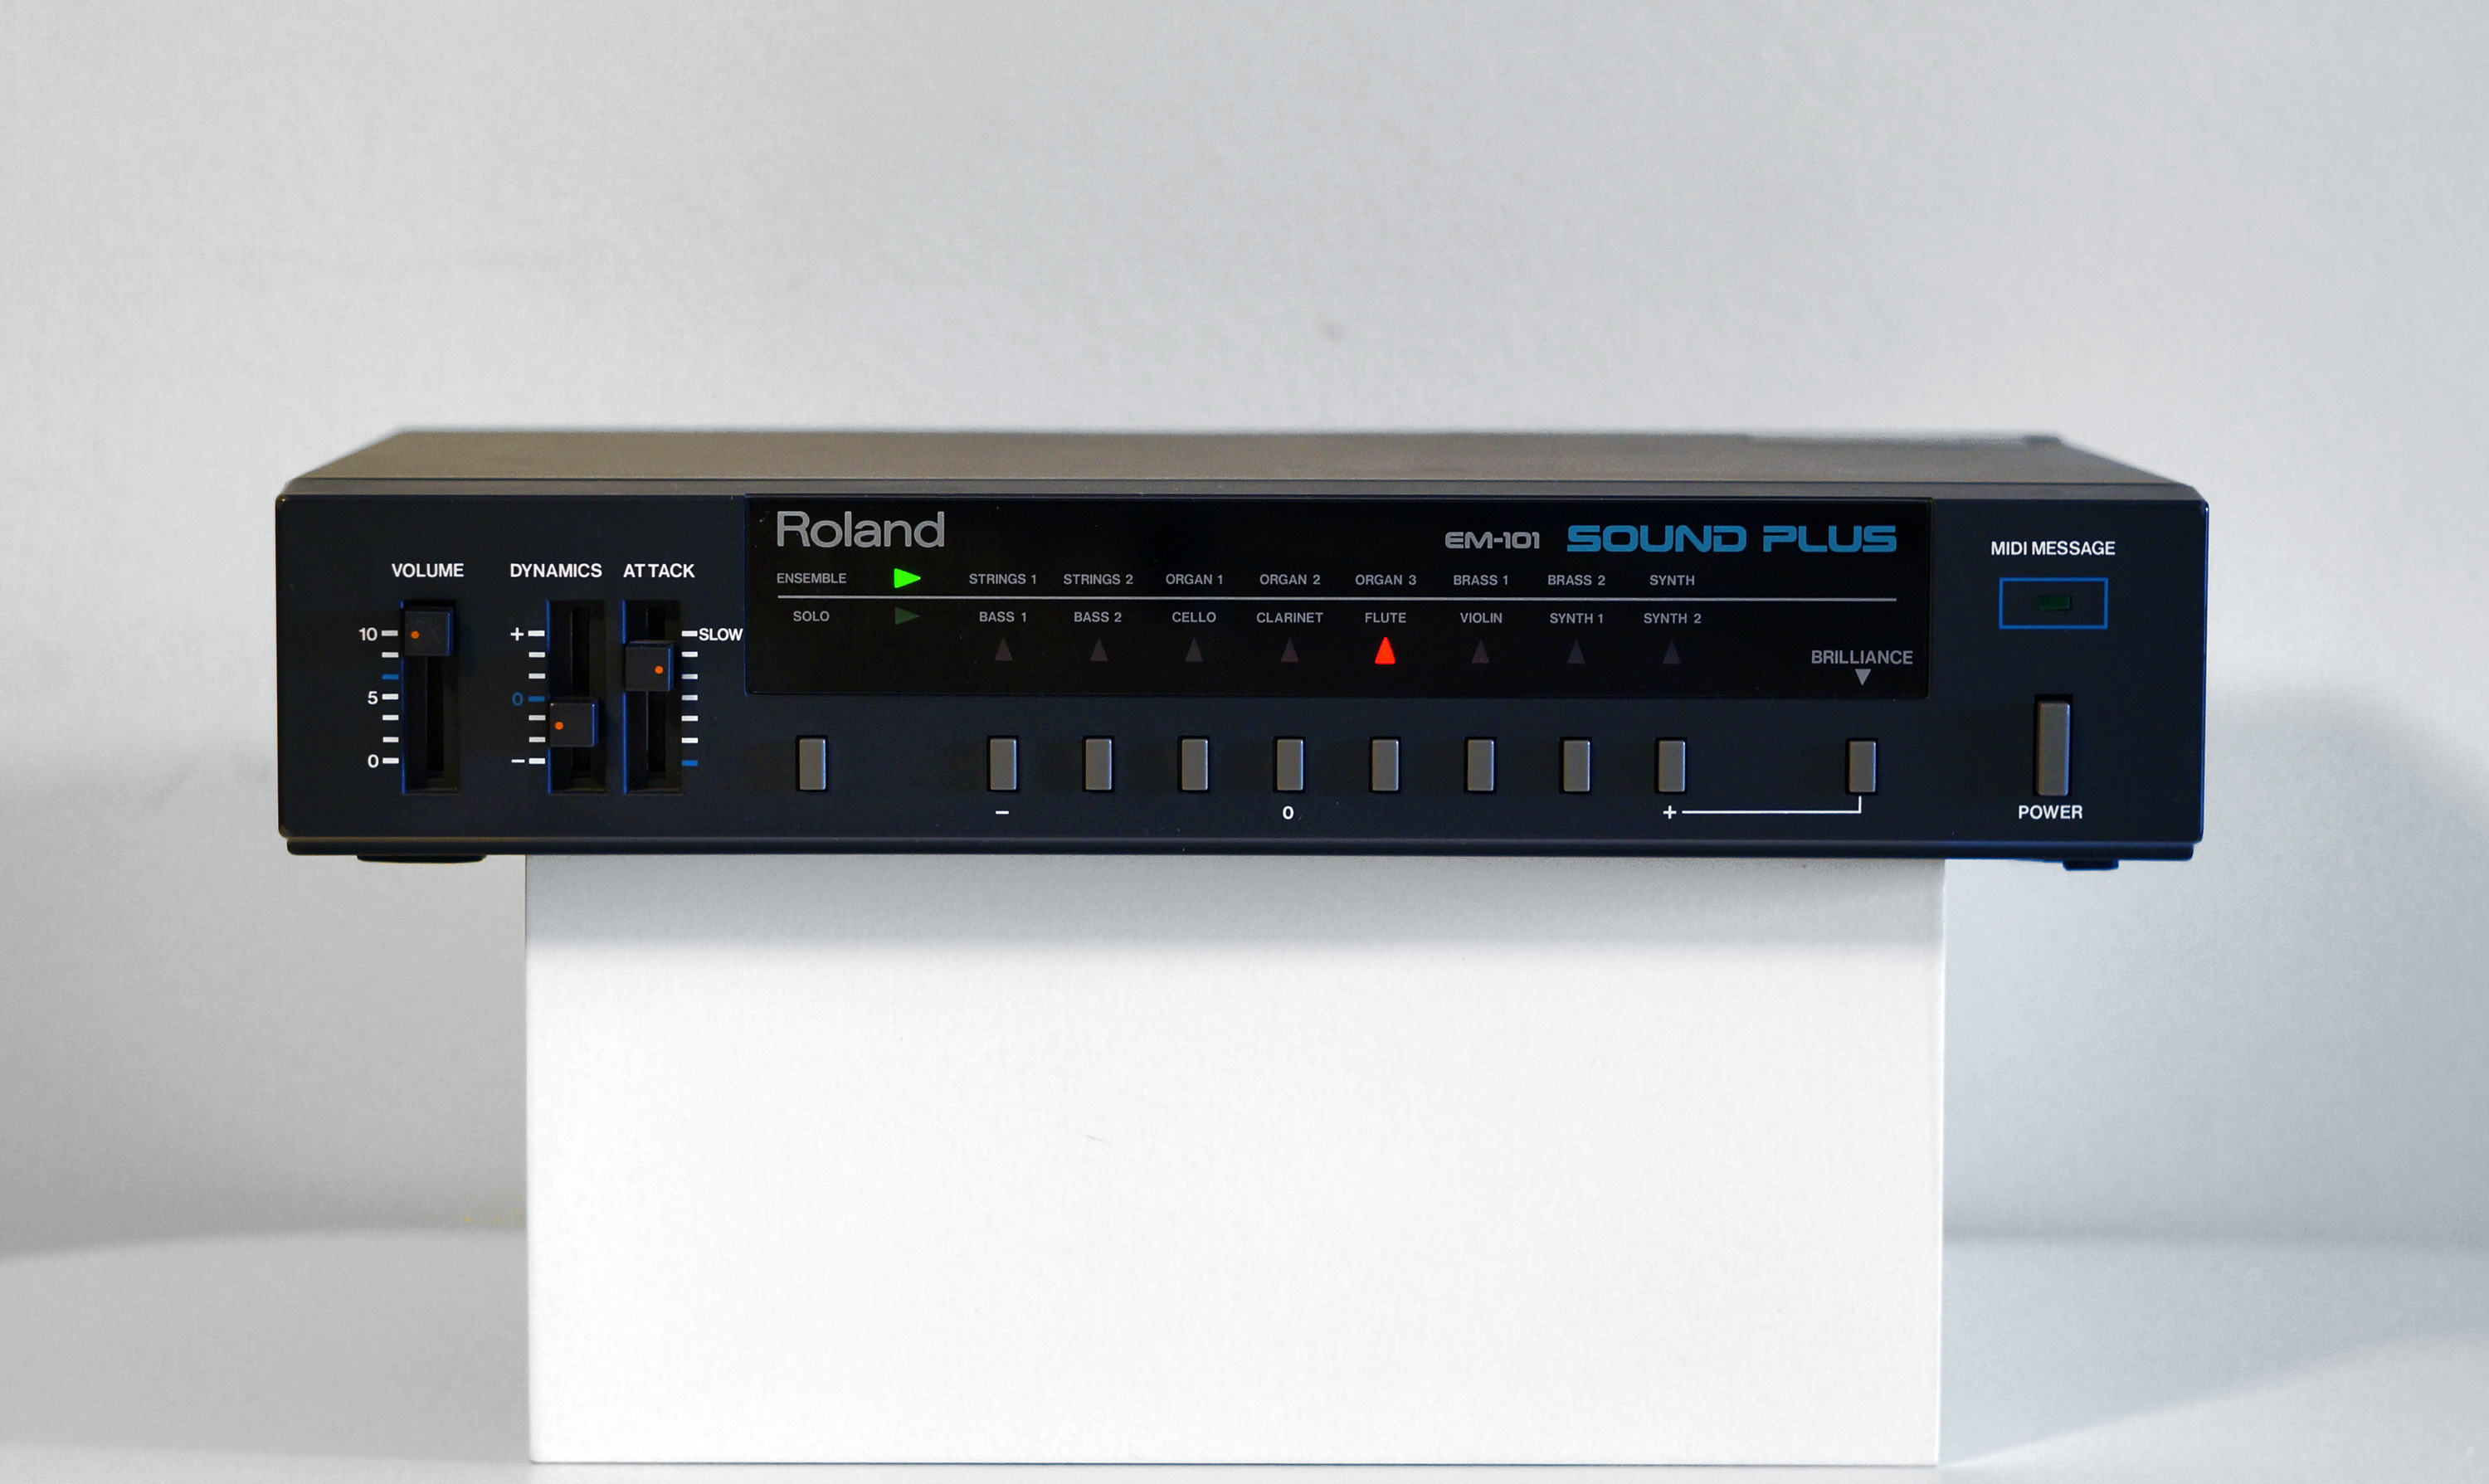 Roland
EM-101 SOUND PLUS
VOLUME DYNAMICS ATTACK
10 + SLOW
5 0
0 −
ENSEMBLE STRINGS 1 STRINGS 2 ORGAN 1 ORGAN 2 ORGAN 3 BRASS 1 BRASS 2 SYNTH
SOLO BASS 1 BASS 2 CELLO CLARINET FLUTE VIOLIN SYNTH 1 SYNTH 2
BRILLIANCE
− 0 +
MIDI MESSAGE
POWER